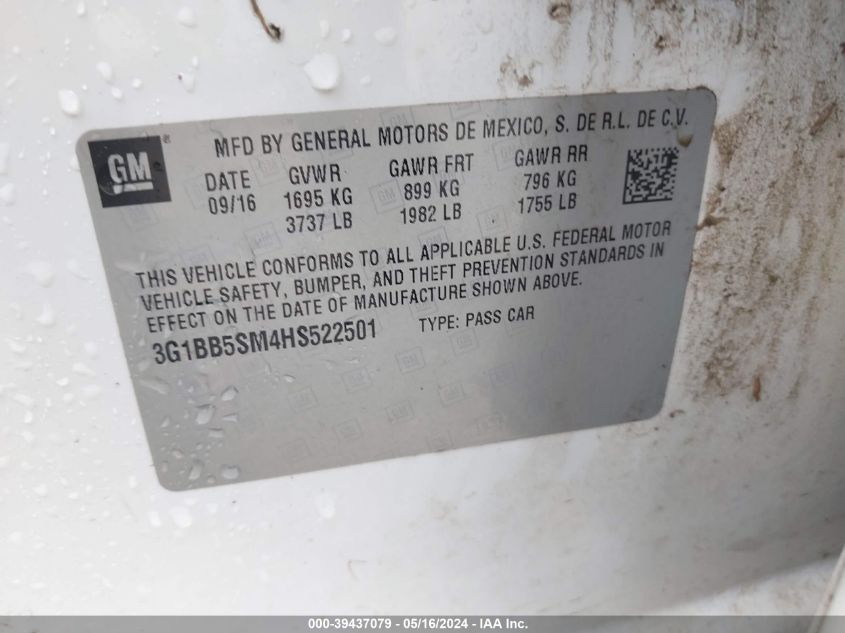 GM ®
MFD BY GENERAL MOTORS DE MEXICO, S. DE R.L. DE C.V.
DATE GVWR GAWR FRT GAWR RR
09/16 1695 KG 899 KG 796 KG
3737 LB 1982 LB 1755 LB
THIS VEHICLE CONFORMS TO ALL APPLICABLE U.S. FEDERAL MOTOR
VEHICLE SAFETY, BUMPER, AND THEFT PREVENTION STANDARDS IN
EFFECT ON THE DATE OF MANUFACTURE SHOWN ABOVE.
3G1BB5SM4HS522501 TYPE: PASS CAR
000-39437079 - 05/16/2024 - IAA Inc.